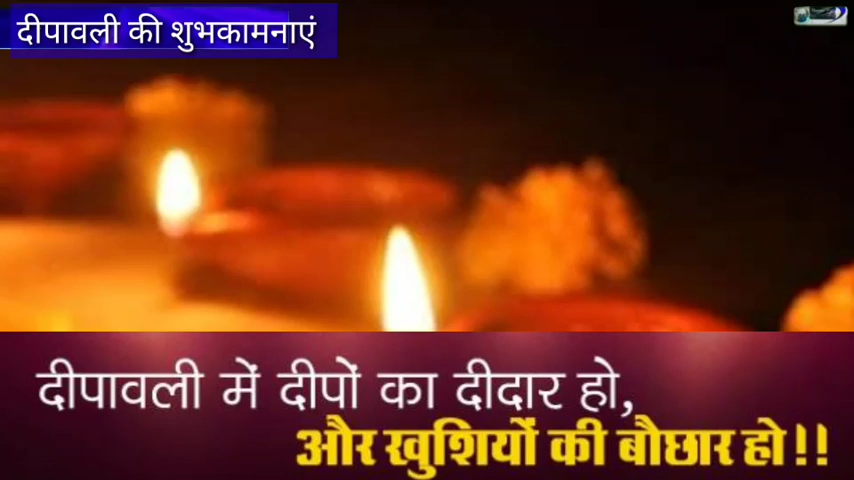 दीपावली की शुभकामनाएं
दीपावली में दीपों का दीदार हो,
और खुशियों की बौछार हो!!